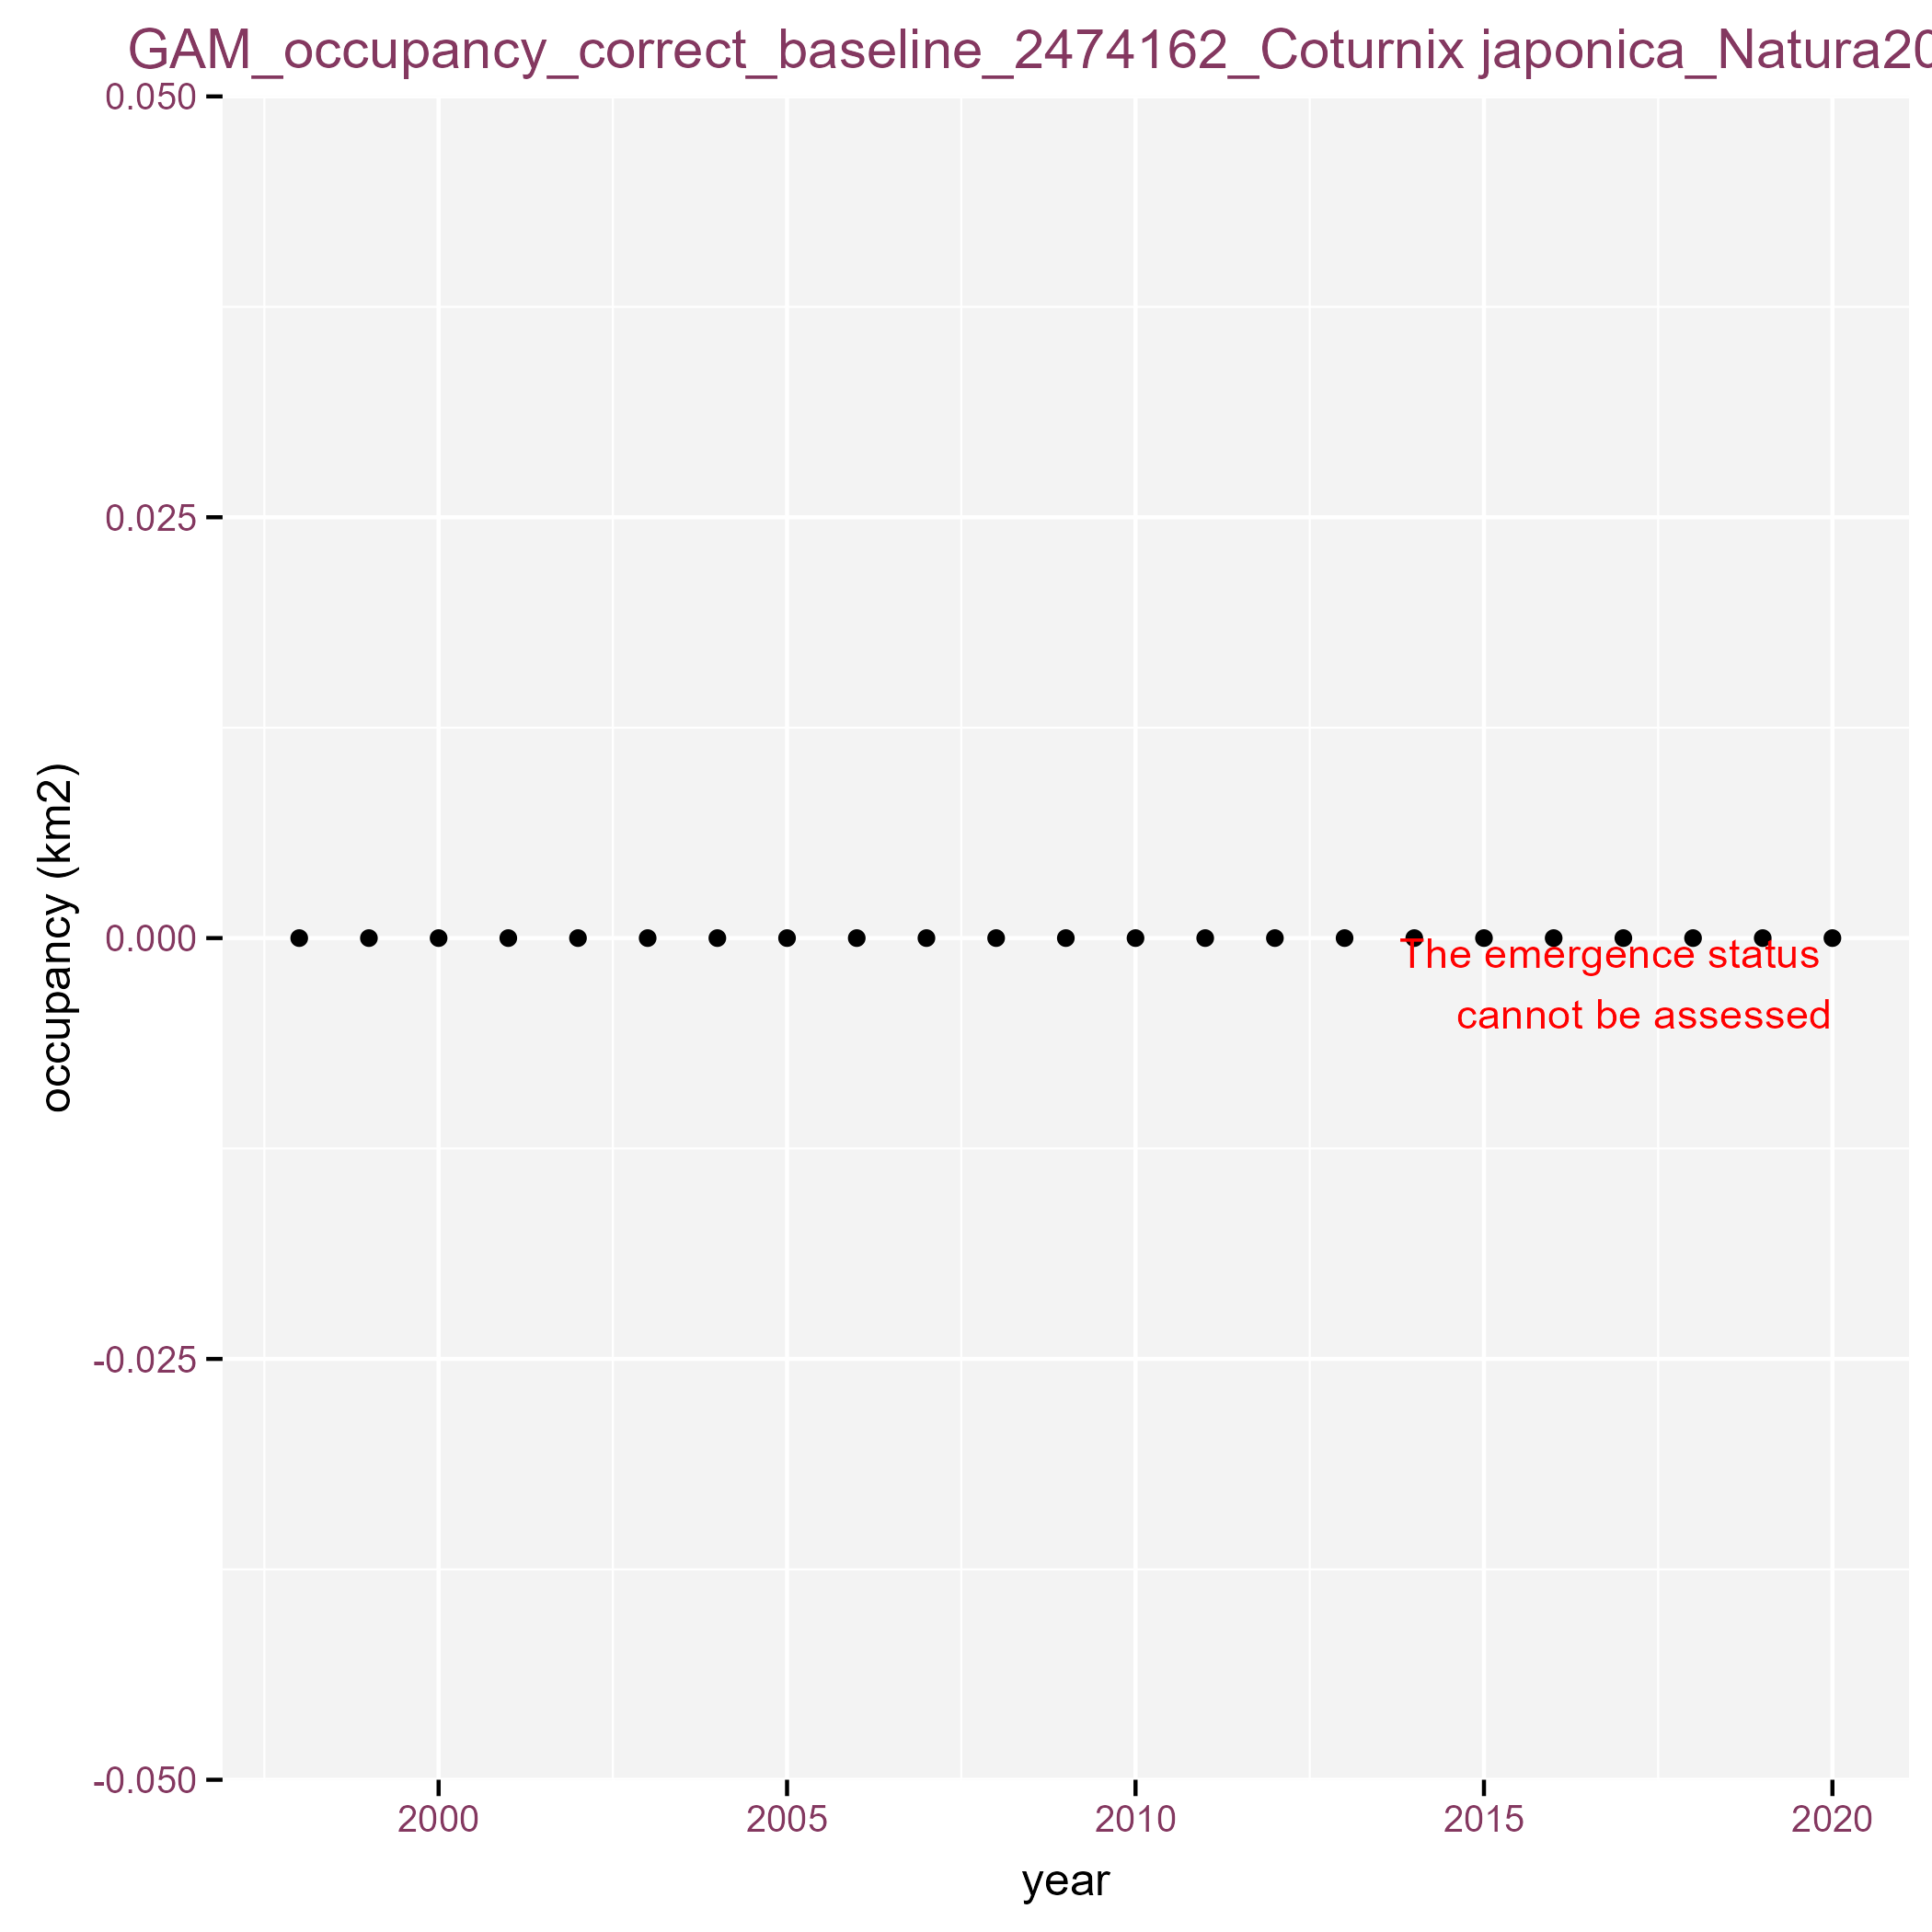 GAM_occupancy_correct_baseline_2474162_Coturnix japonica_Natura20
0.050
0.025
0.000
-0.025
-0.050
occupancy (km2)
The emergence status
cannot be assessed
2000 2005 2010 2015 2020
year